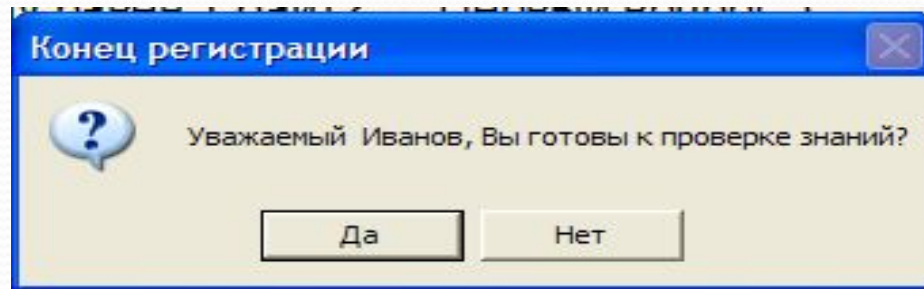 Конец регистрации
Уважаемый Иванов, Вы готовы к проверке знаний?
Да
Нет